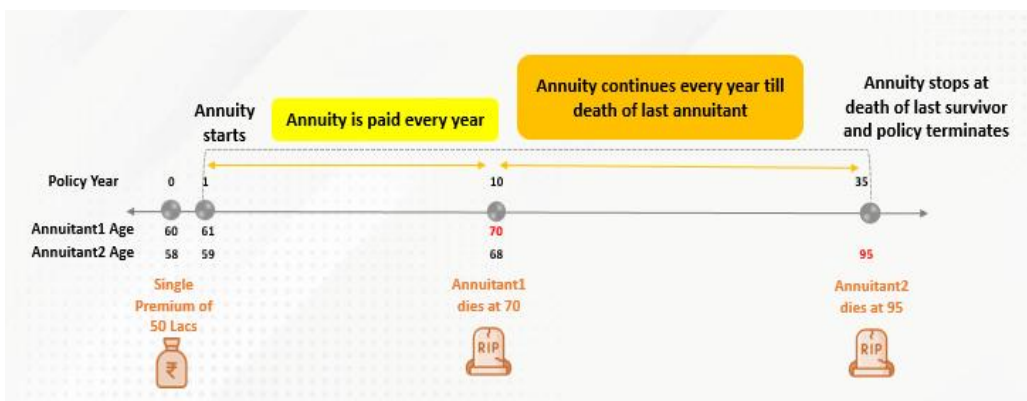 Annuity
starts
Annuity is paid every year
Annuity continues every year till
death of last annuitant
Annuity stops at
death of last survivor
and policy terminates
Policy Year 0 1 10 35
Annuitant1 Age 60 61 70
Annuitant2 Age 58 59 68 95
Single
Premium of
50 Lacs
₹
Annuitant1
dies at 70
RIP
Annuitant2
dies at 95
RIP